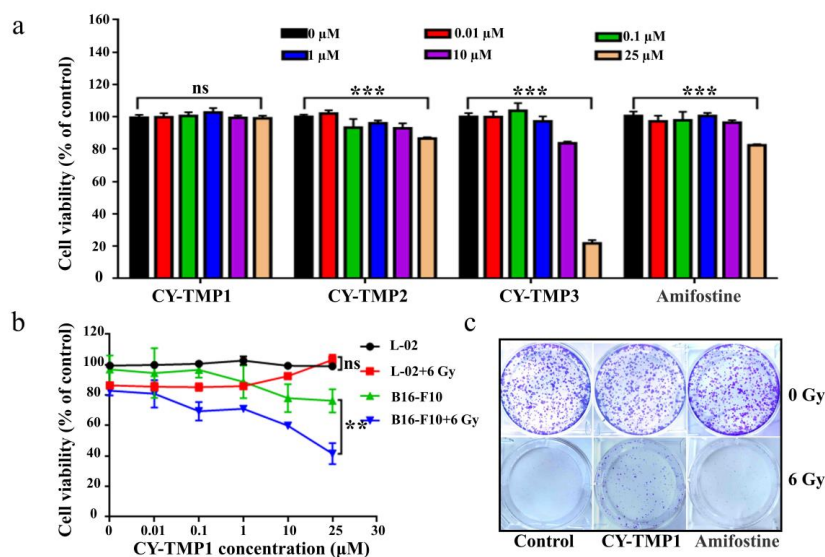 a
Cell viability (% of control)
160
140
120
100
80
60
40
20
0
0 μM
0.01 μM
0.1 μM
1 μM
10 μM
25 μM
ns
***
***
***
CY-TMP1
CY-TMP2
CY-TMP3
Amifostine
b
Cell viability (% of control)
120
100
80
60
40
20
0
L-02
ns
L-02+6 Gy
B16-F10
**
B16-F10+6 Gy
0
0.01
0.1
1
10
25
30
CY-TMP1 concentration (μM)
c
0 Gy
6 Gy
Control
CY-TMP1
Amifostine